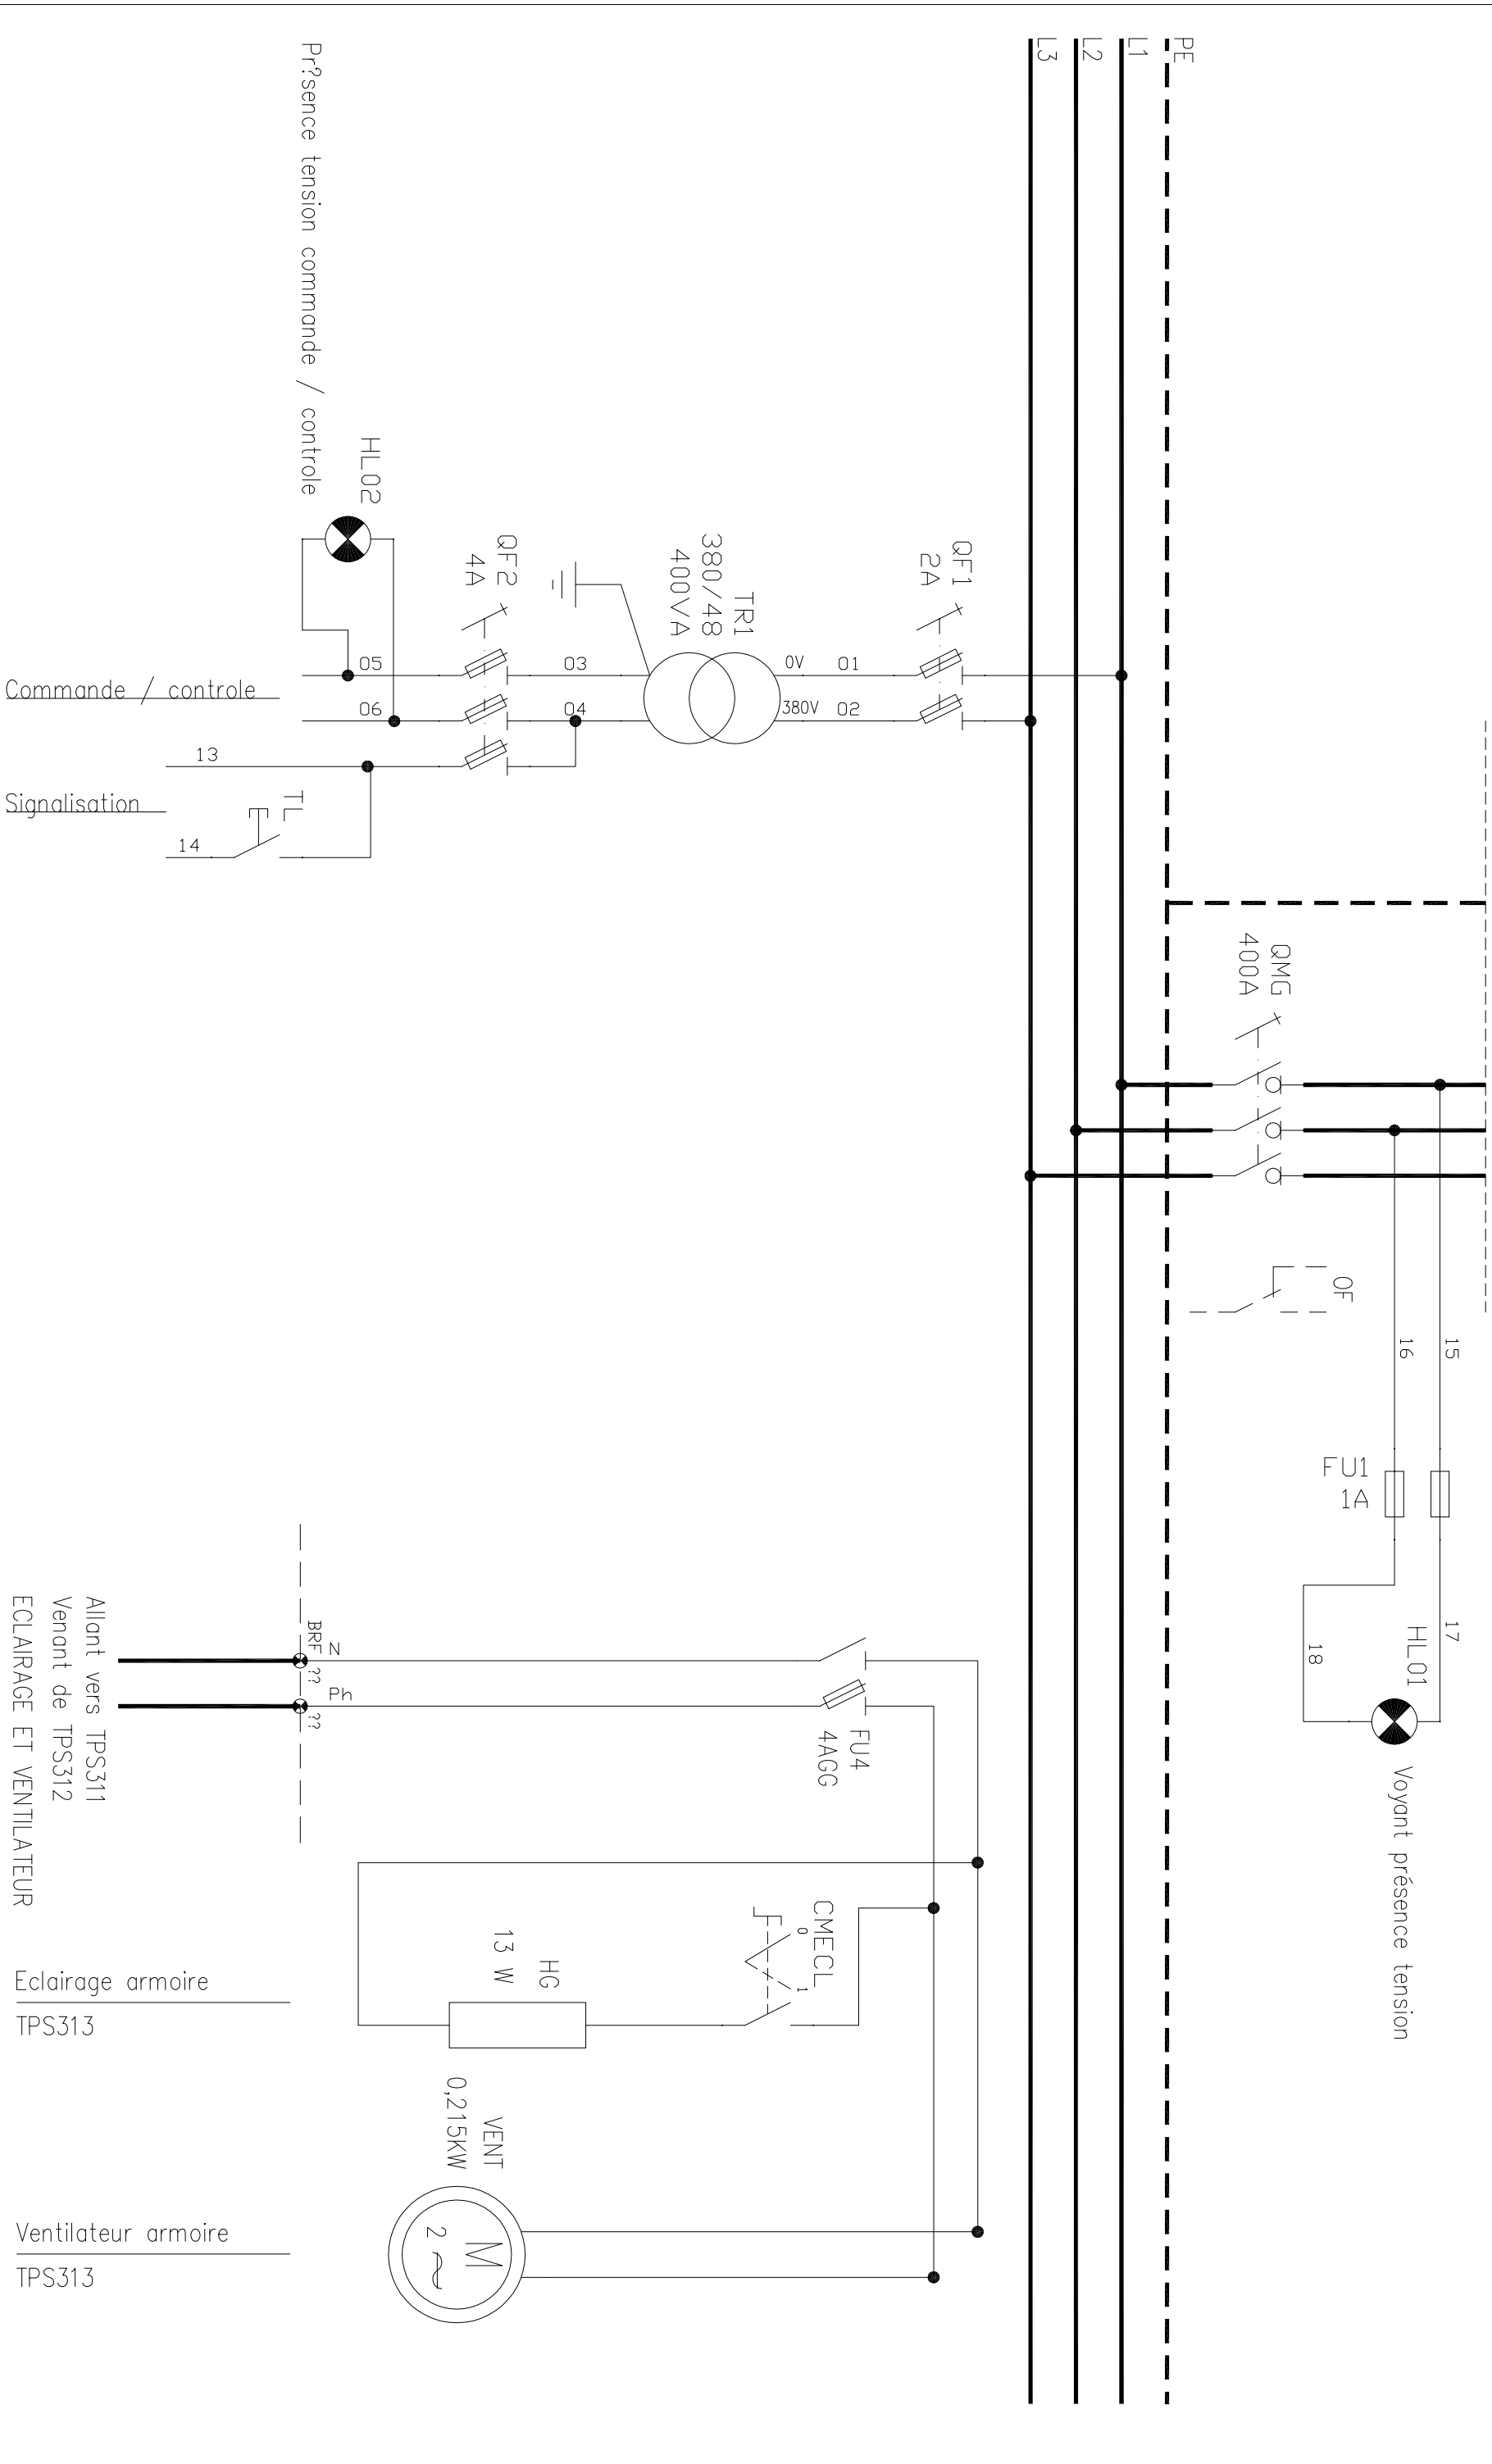 PE
L1
L2
L3
QMG
400A
OF
15
16
FU1
1A
17
18
HL01
Voyant présence tension
QF1
2A
01
02
0V
380V
TR1
380/48
400VA
03
04
QF2
4A
05
06
HL02
Pr?sence tension commande / controle
Commande / controle
13
TL
14
Signalisation
FU4
4AGG
N
Ph
BRF
??
??
Allant vers TPS311
Venant de TPS312
ECLAIRAGE ET VENTILATEUR
CMECL
0
1
HG
13 W
Eclairage armoire
TPS313
VENT
0,215KW
M
2 ~
Ventilateur armoire
TPS313